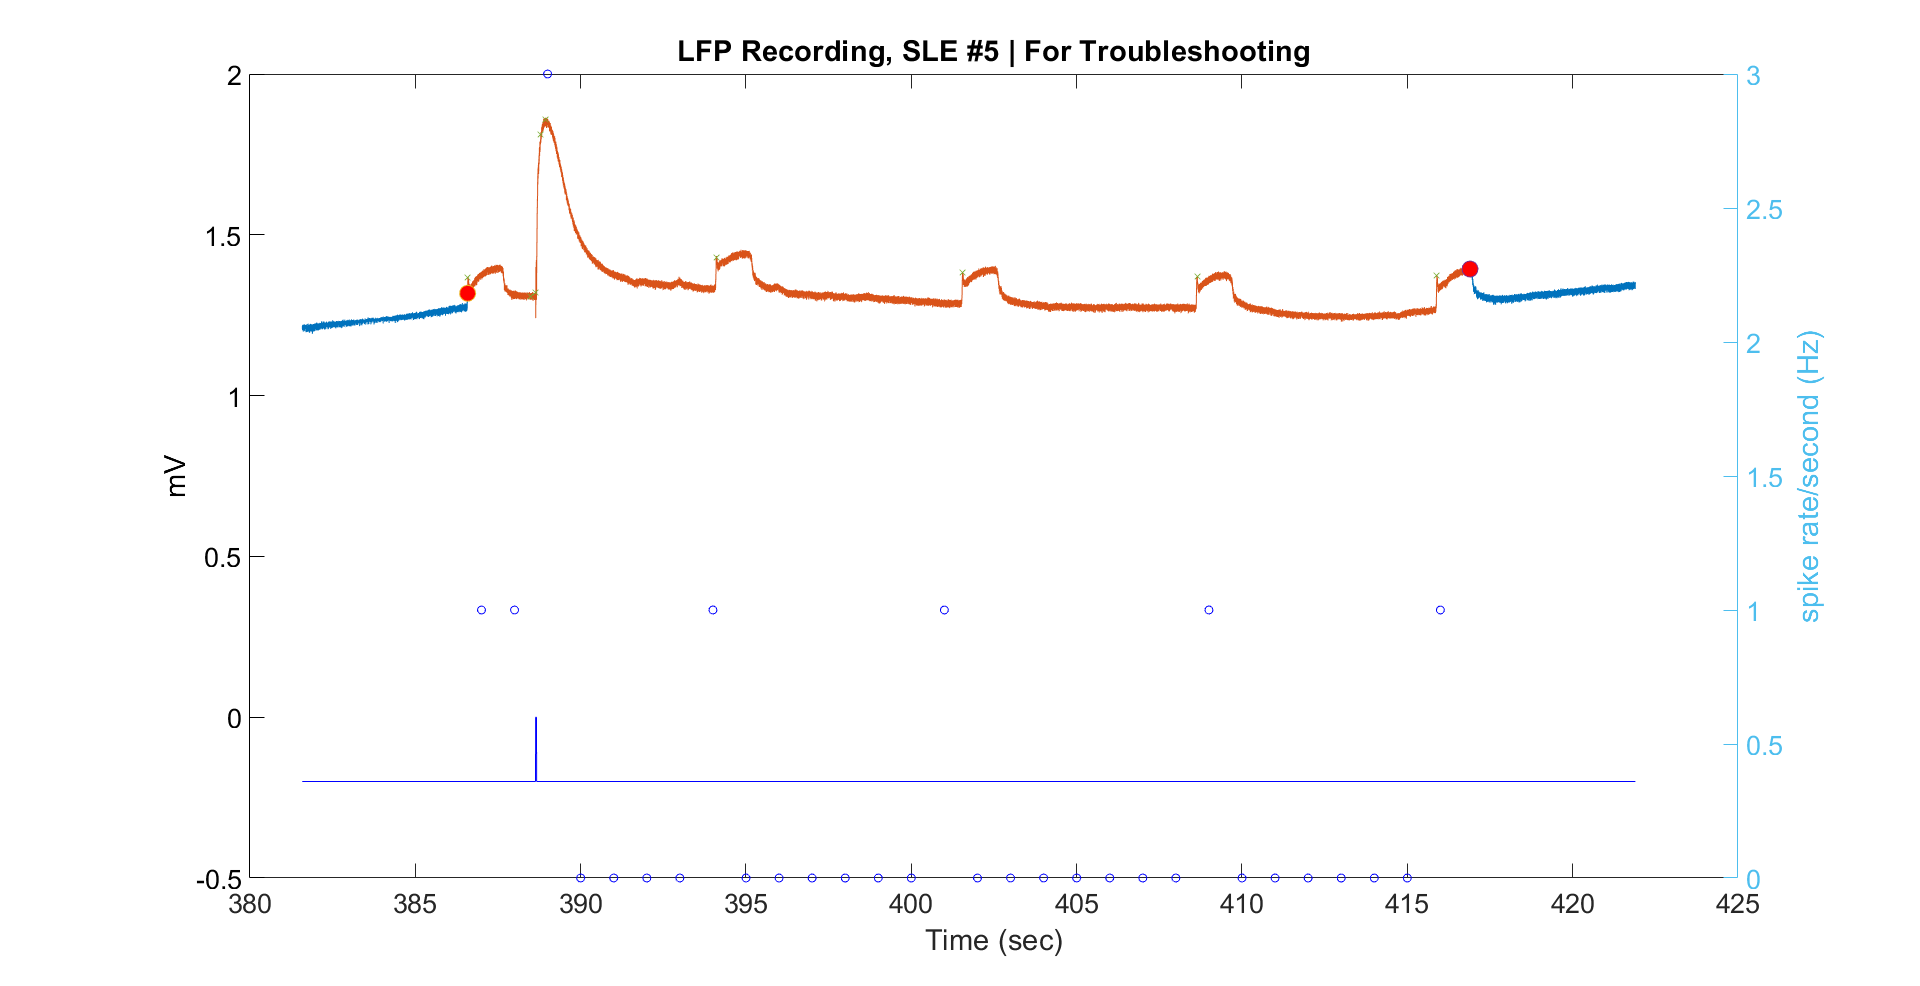 LFP Recording, SLE #5 | For Troubleshooting
2
1.5
1
0.5
0
-0.5
mV
3
2.5
2
1.5
1
0.5
0
spike rate/second (Hz)
380 385 390 395 400 405 410 415 420 425
Time (sec)